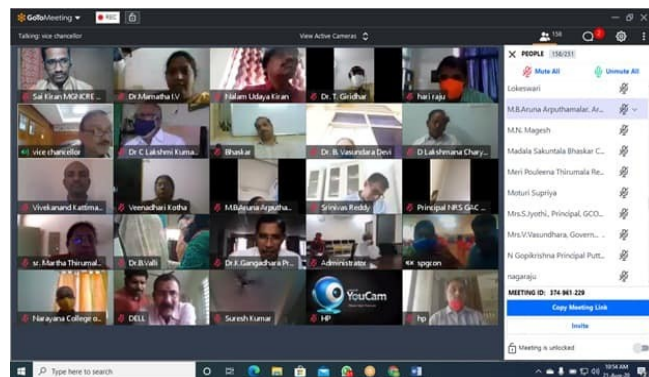 GoToMeeting
REC
Talking: vice chancellor
View Active Cameras
158
PEOPLE 158/251
Mute All
Unmute All
Lokeswari
M.B.Aruna Arputhamalar, Ar...
M.N. Magesh
Madala Sakuntala Bhaskar C...
Meri Pouleena Thirumala Re...
Moturi Supriya
Mrs.S.Jyothi, Principal, GCO...
Mrs.V.Vasundhara, Govern...
N Gopikrishna Principal Putt...
nagaraju
MEETING ID: 374-961-229
Copy Meeting Link
Invite
Meeting is unlocked
Sai Kiran MGNCRE ...
Dr.Mamatha I.V
Nalam Udaya Kiran
Dr. T. Giridhar
hari raju
vice chancellor
Dr C Lakshmi Kuma...
Bhaskar
Dr. B. Vasundara Devi
D Lakshmana Chary...
Vivekanand Kattima...
Veenadhari Kotha
M.B.Aruna Arputha...
Srinivas Reddy
Principal NRS GAC ...
sr. Martha Thirumal...
Dr.B.Valli
Dr.K.Gangadhara Pr...
Administrator
spgcon
Narayana College o...
DELL
Suresh Kumar
YouCam
HP
hp
Type here to search
10:54 AM